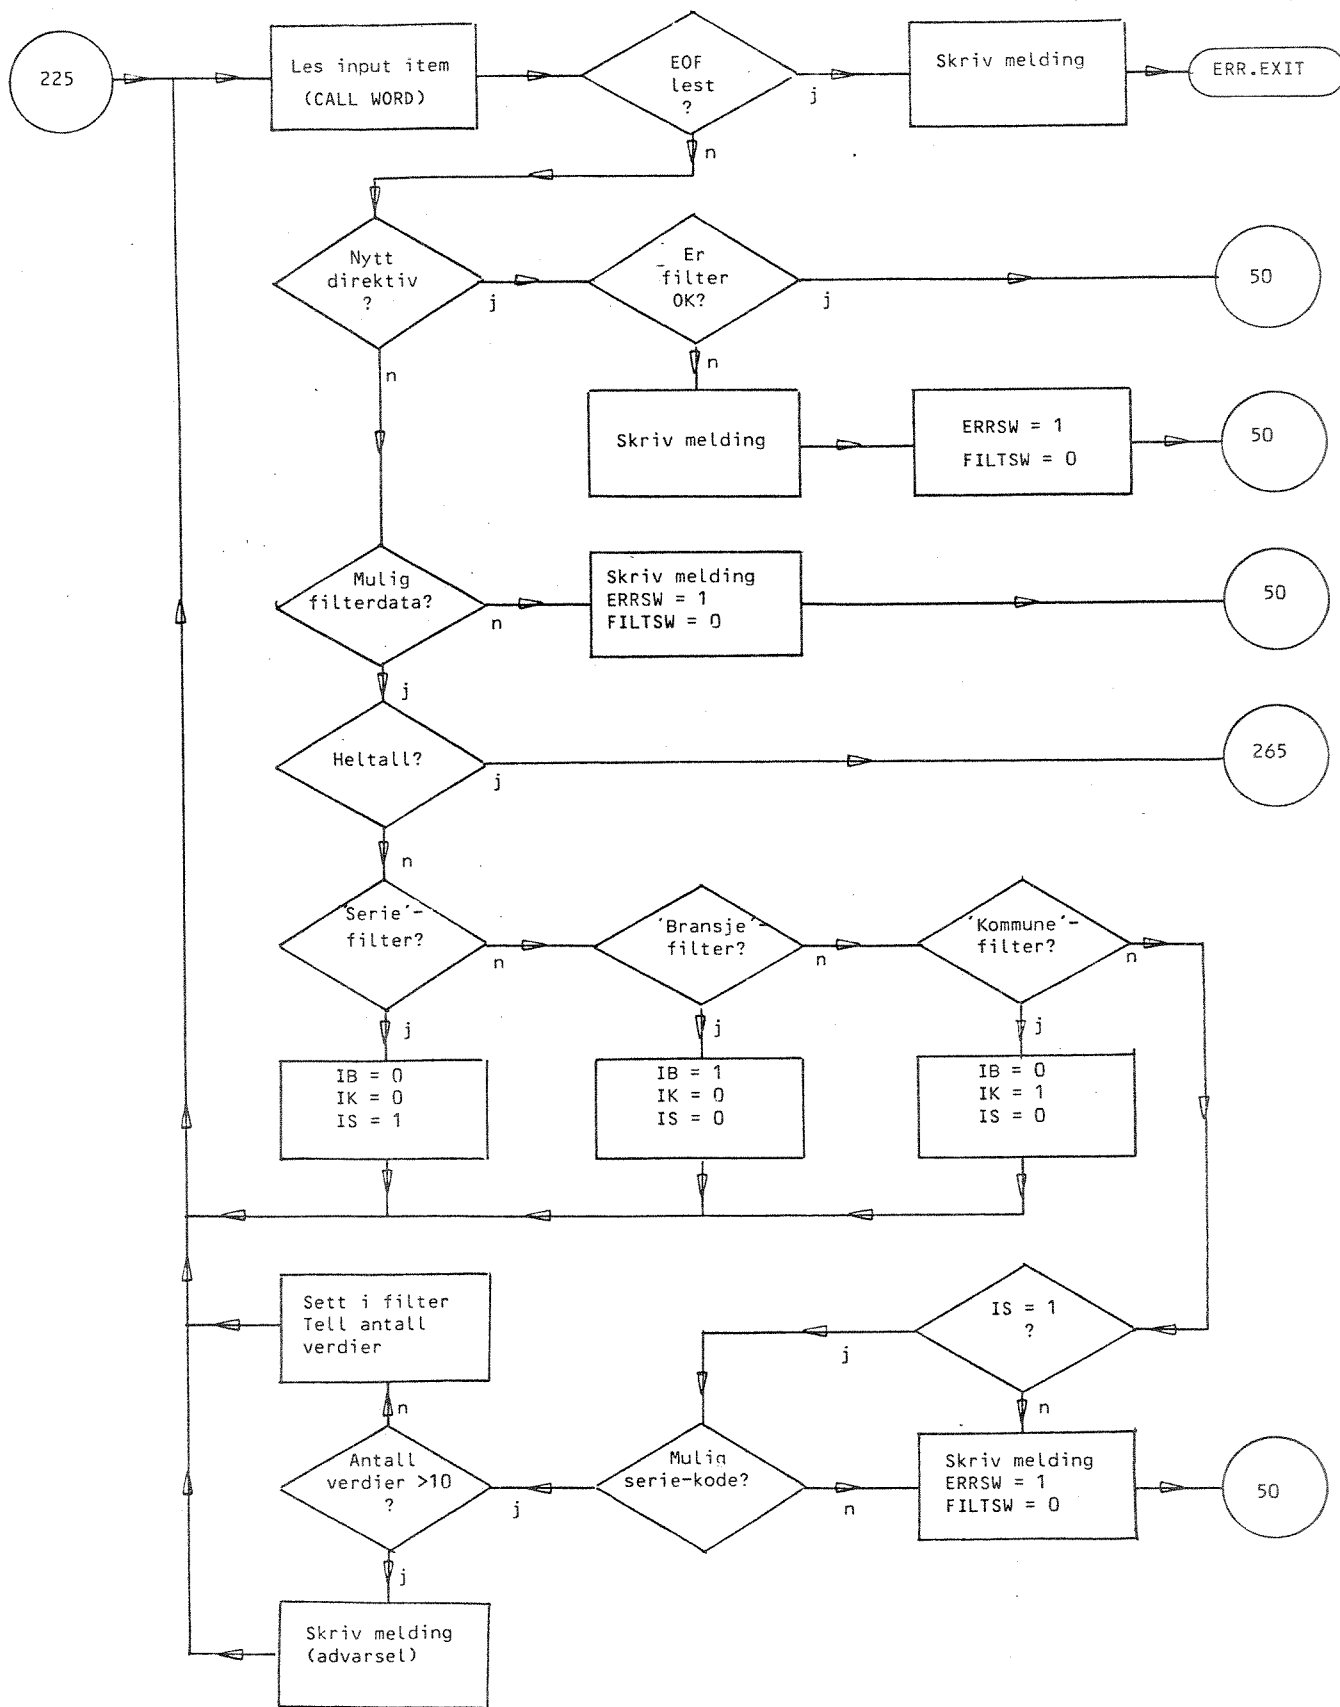 225
Les input item
(CALL WORD)
EOF
lest
?
j
Skriv melding
ERR.EXIT
n
Nytt
direktiv
?
j
Er
filter
OK?
j
50
n
n
Skriv melding
ERRSW = 1
FILTSW = 0
50
Mulig
filterdata?
n
Skriv melding
ERRSW = 1
FILTSW = 0
50
j
Heltall?
j
265
n
'Serie'-
filter?
n
'Bransje'-
filter?
n
'Kommune'-
filter?
n
j
j
j
IB = 0
IK = 0
IS = 1
IB = 1
IK = 0
IS = 0
IB = 0
IK = 1
IS = 0
Sett i filter
Tell antall
verdier
IS = 1
?
j
n
n
Antall
verdier >10
?
j
Mulig
serie-kode?
n
Skriv melding
ERRSW = 1
FILTSW = 0
50
j
Skriv melding
(advarsel)